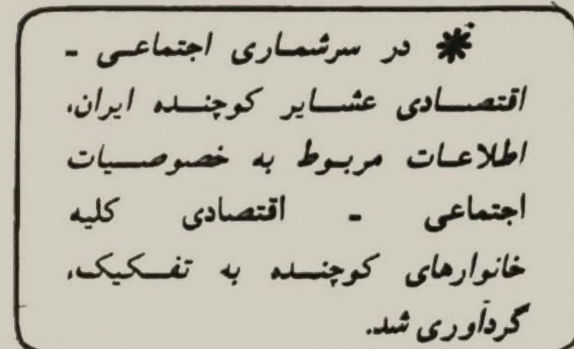 * در سرشماری اجتماعی -
اقتصادی عشایر کوچنده ایران،
اطلاعات مربوط به خصوصیات
اجتماعی - اقتصادی کلیه
خانوارهای کوچنده به تفکیک،
گردآوری شد.